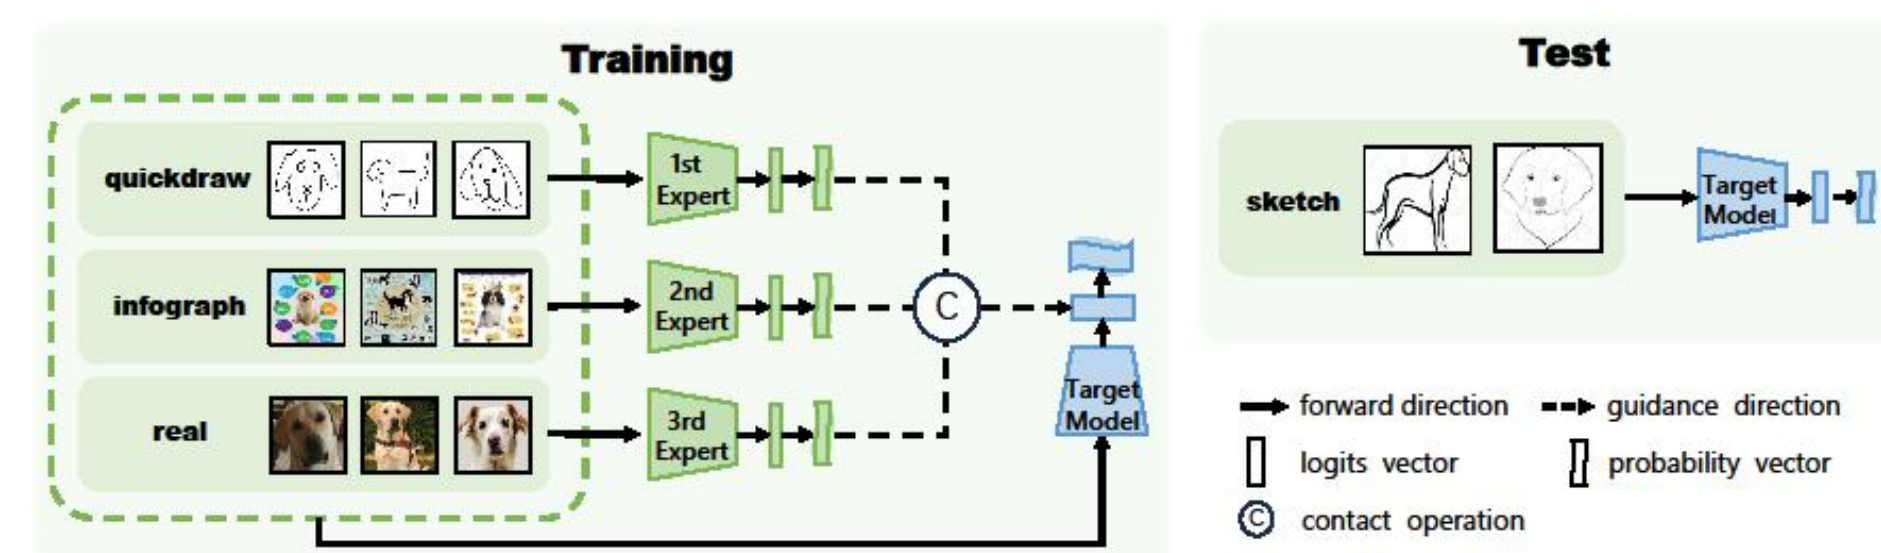 Training
quickdraw
1st
Expert
infograph
2nd
Expert
C
real
3rd
Expert
Target
Model
Test
sketch
Target
Model
forward direction
guidance direction
logits vector
probability vector
C
contact operation